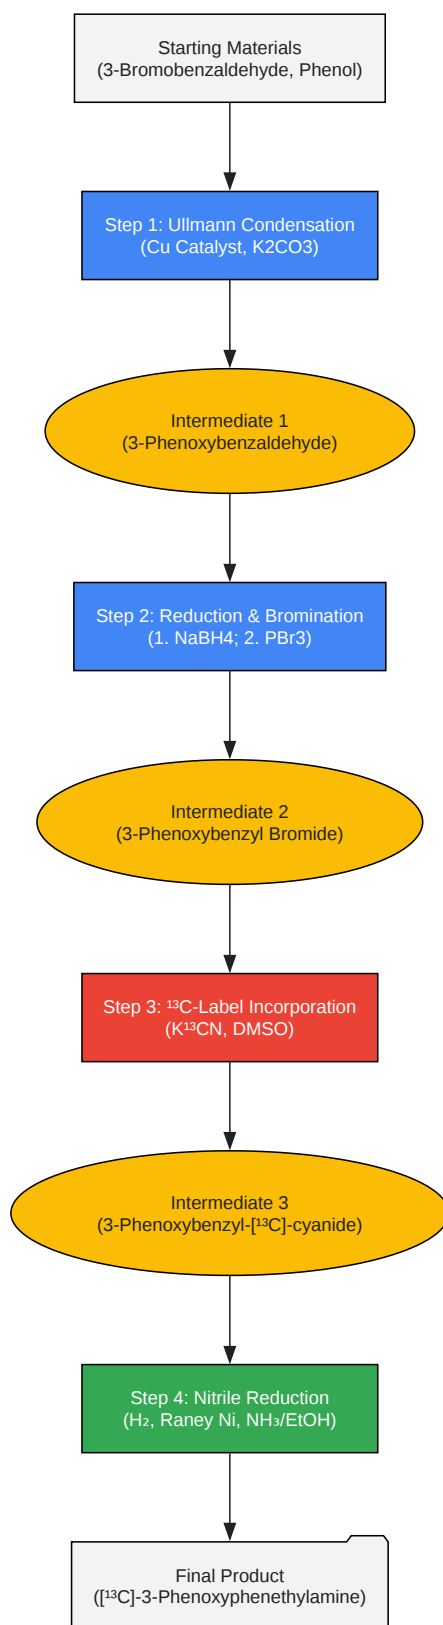 Starting Materials
(3-Bromobenzaldehyde, Phenol)
Step 1: Ullmann Condensation
(Cu Catalyst, K2CO3)
Intermediate 1
(3-Phenoxybenzaldehyde)
Step 2: Reduction & Bromination
(1. NaBH4; 2. PBr3)
Intermediate 2
(3-Phenoxybenzyl Bromide)
Step 3: ¹³C-Label Incorporation
(K¹³CN, DMSO)
Intermediate 3
(3-Phenoxybenzyl-[¹³C]-cyanide)
Step 4: Nitrile Reduction
(H₂, Raney Ni, NH₃/EtOH)
Final Product
([¹³C]-3-Phenoxyphenethylamine)